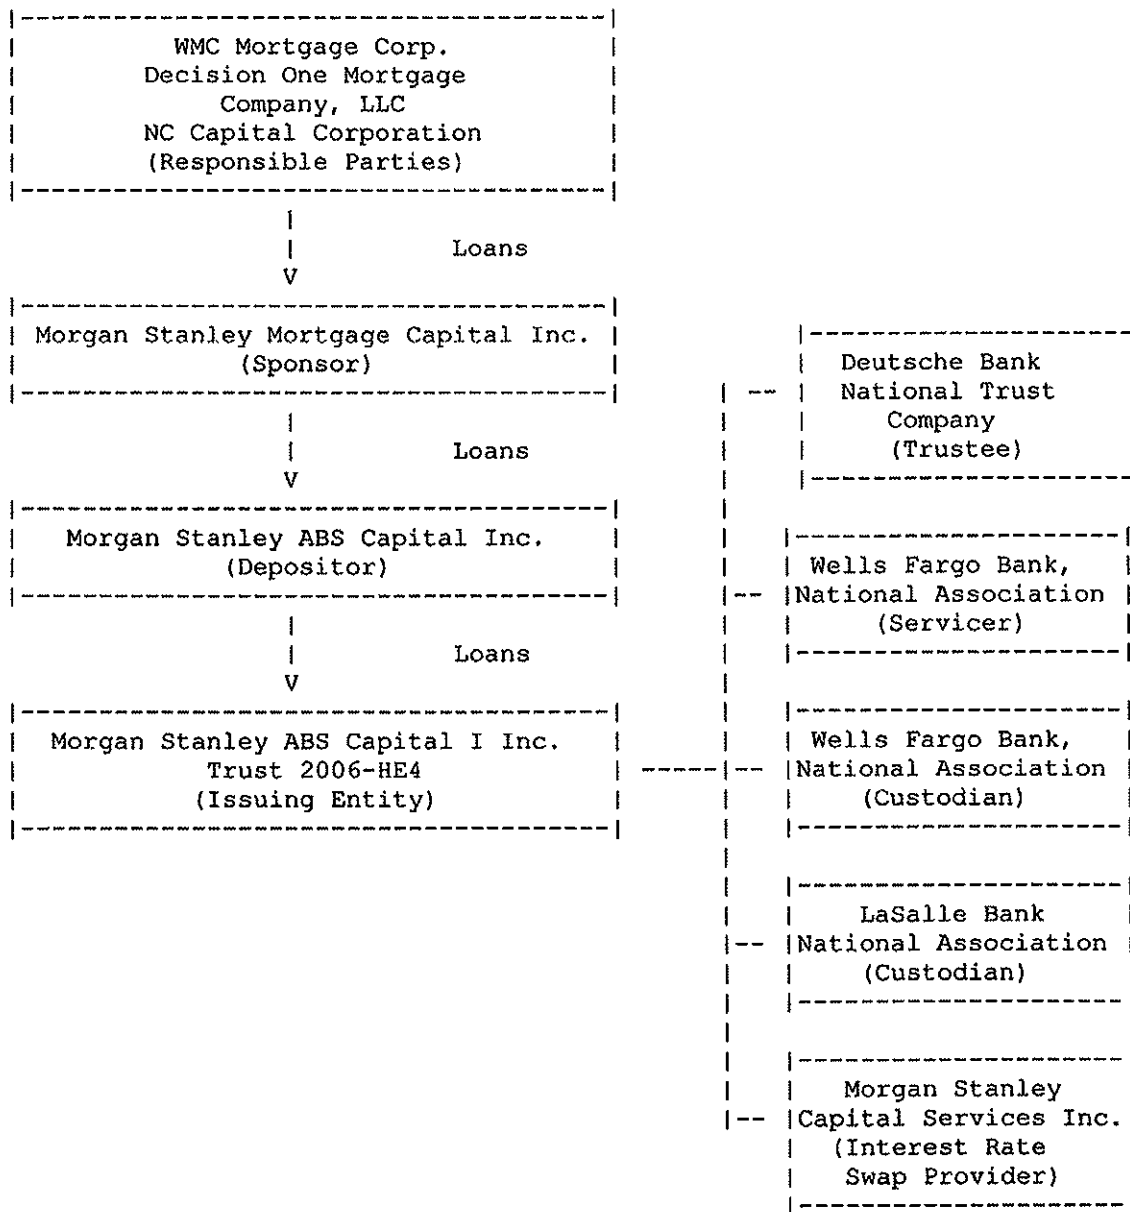 WMC Mortgage Corp.
Decision One Mortgage
Company, LLC
NC Capital Corporation
(Responsible Parties)
Loans
V
Morgan Stanley Mortgage Capital Inc.
(Sponsor)
Loans
V
Morgan Stanley ABS Capital Inc.
(Depositor)
Loans
V
Morgan Stanley ABS Capital I Inc.
Trust 2006-HE4
(Issuing Entity)
Deutsche Bank
National Trust
Company
(Trustee)
Wells Fargo Bank,
National Association
(Servicer)
Wells Fargo Bank,
National Association
(Custodian)
LaSalle Bank
National Association
(Custodian)
Morgan Stanley
Capital Services Inc.
(Interest Rate
Swap Provider)